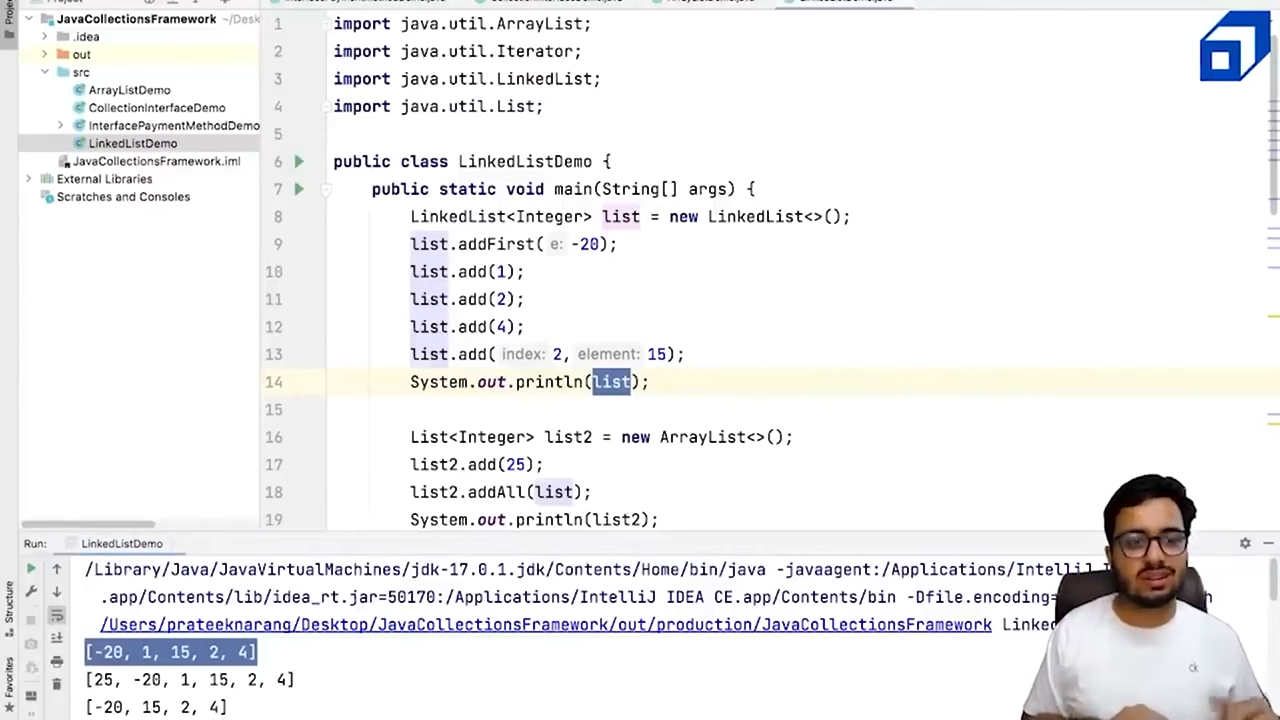 JavaCollectionsFramework ~/Desk
.idea
out
src
ArrayListDemo
CollectionInterfaceDemo
InterfacePaymentMethodDemo
LinkedListDemo
JavaCollectionsFramework.iml
External Libraries
Scratches and Consoles
1 import java.util.ArrayList;
2 import java.util.Iterator;
3 import java.util.LinkedList;
4 import java.util.List;
5
6 public class LinkedListDemo {
7 public static void main(String[] args) {
8 LinkedList<Integer> list = new LinkedList<>();
9 list.addFirst( e: -20);
10 list.add(1);
11 list.add(2);
12 list.add(4);
13 list.add( index: 2, element: 15);
14 System.out.println(list);
15
16 List<Integer> list2 = new ArrayList<>();
17 list2.add(25);
18 list2.addAll(list);
19 System.out.println(list2);
Run: LinkedListDemo
/Library/Java/JavaVirtualMachines/jdk-17.0.1.jdk/Contents/Home/bin/java -javaagent:/Applications/IntelliJ
.app/Contents/lib/idea_rt.jar=50170:/Applications/IntelliJ IDEA CE.app/Contents/bin -Dfile.encoding=
/Users/prateeknarang/Desktop/JavaCollectionsFramework/out/production/JavaCollectionsFramework Linke
[-20, 1, 15, 2, 4]
[25, -20, 1, 15, 2, 4]
[-20, 15, 2, 4]
Structure
Favorites
ck